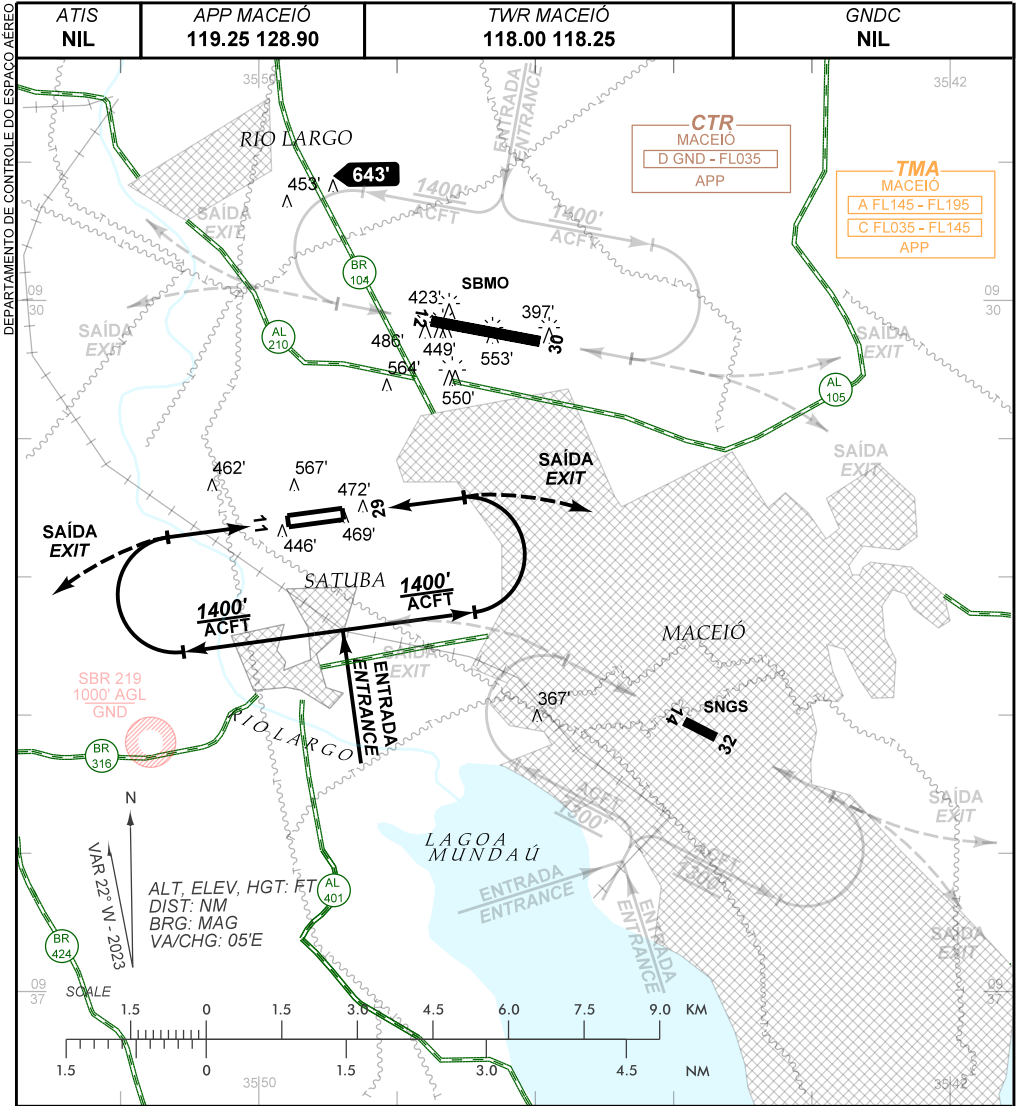 DEPARTAMENTO DE CONTROLE DO ESPAÇO AÉREO
ATIS
NIL
APP MACEIÓ
119.25 128.90
TWR MACEIÓ
118.00 118.25
GNDC
NIL
35 50
35 42
ENTRADA
ENTRANCE
RIO LARGO
CTR
MACEIÓ
D GND - FL035
APP
TMA
MACEIÓ
A FL145 - FL195
C FL035 - FL145
APP
643'
453'
1400'
ACFT
1400'
ACFT
SAÍDA
EXIT
BR
104
SBMO
09
30
09
30
423'
397'
12
30
SAÍDA
EXIT
AL
210
486'
449'
553'
SAÍDA
EXIT
564'
550'
AL
105
SAÍDA
EXIT
462'
567'
SAÍDA
EXIT
472'
29
11
469'
446'
SAÍDA
EXIT
SATUBA
1400'
ACFT
1400'
ACFT
MACEIÓ
SAÍDA
EXIT
ENTRADA
ENTRANCE
SBR 219
1000' AGL
GND
367'
SNGS
14
32
RIO LARGO
BR
316
N
VAR 22° W - 2023
ACFT
1300'
SAÍDA
EXIT
LAGOA
MUNDAÚ
ACFT
1300'
ENTRADA
ENTRANCE
ENTRADA
ENTRANCE
ALT, ELEV, HGT: FT
DIST: NM
BRG: MAG
VA/CHG: 05'E
AL
401
BR
424
SAÍDA
EXIT
09
37
09
37
SCALE
1.5 0 1.5 3.0 4.5 6.0 7.5 9.0 KM
1.5 0 1.5 3.0 4.5 NM
35 50
35 42